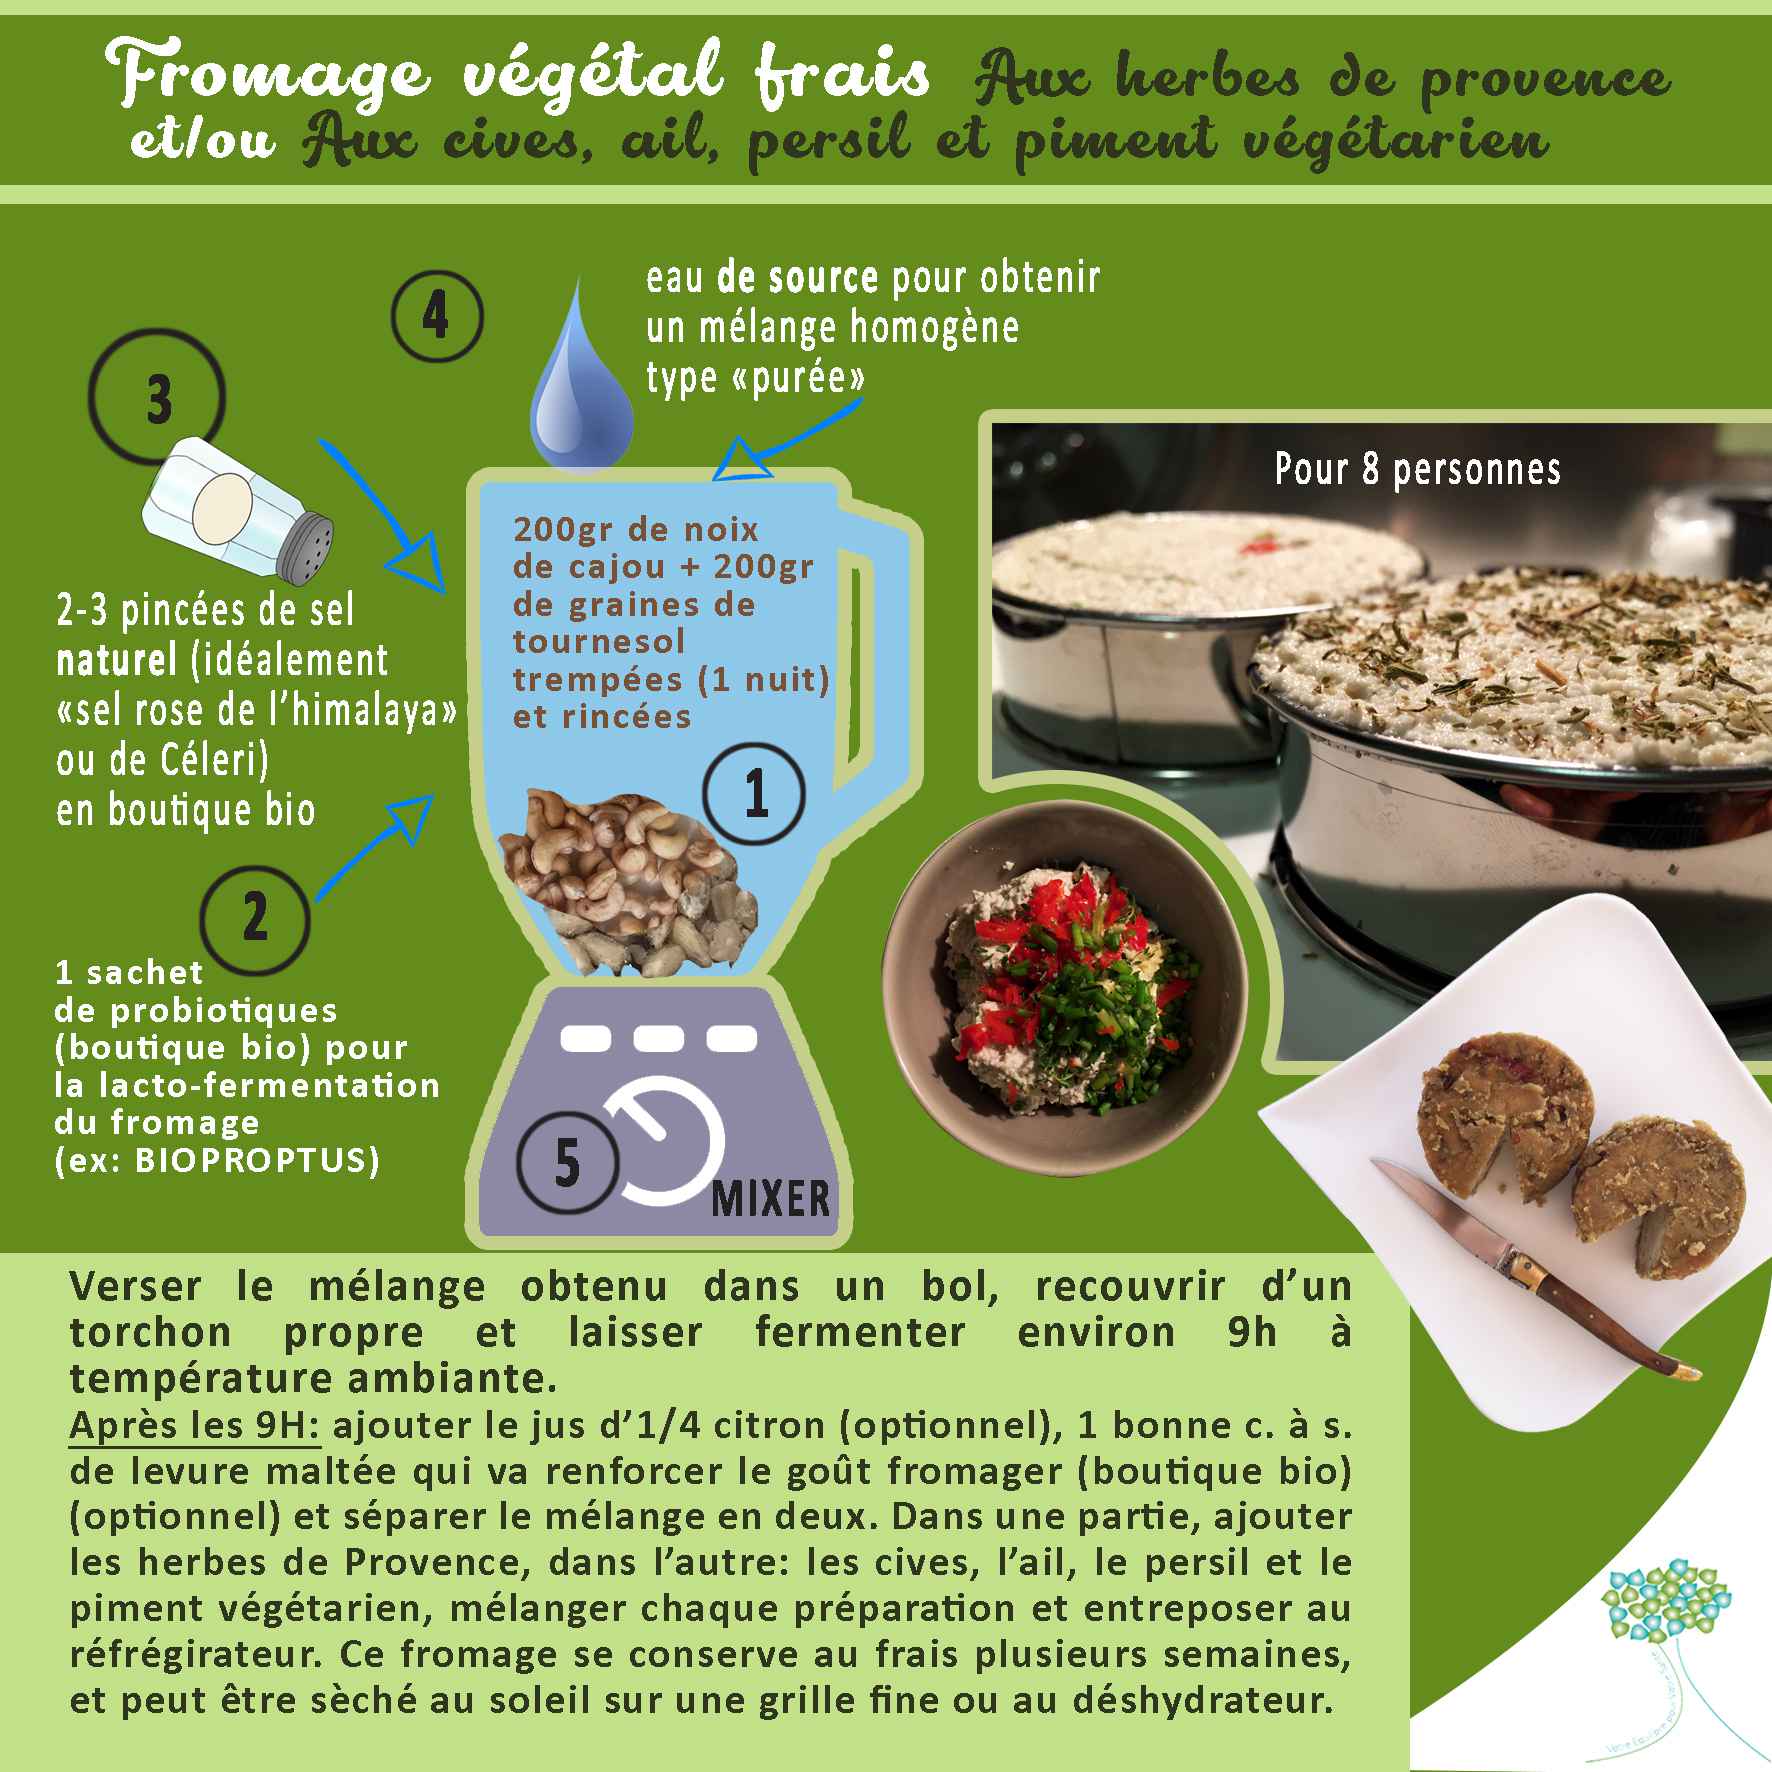 Fromage végétal frais Aux herbes de provence
et/ou Aux cives, ail, persil et piment végétarien
4
eau de source pour obtenir
un mélange homogène
type «purée»
3
2-3 pincées de sel
naturel (idéalement
«sel rose de l’himalaya»
ou de Céleri)
en boutique bio
200gr de noix
de cajou + 200gr
de graines de
tournesol
trempées (1 nuit)
et rincées
1
Pour 8 personnes
2
1 sachet
de probiotiques
(boutique bio) pour
la lacto-fermentation
du fromage
(ex: BIOPROPTUS)
5
MIXER
Verser le mélange obtenu dans un bol, recouvrir d’un
torchon propre et laisser fermenter environ 9h à
température ambiante.
Après les 9H: ajouter le jus d’1/4 citron (optionnel), 1 bonne c. à s.
de levure maltée qui va renforcer le goût fromager (boutique bio)
(optionnel) et séparer le mélange en deux. Dans une partie, ajouter
les herbes de Provence, dans l’autre: les cives, l’ail, le persil et le
piment végétarien, mélanger chaque préparation et entreposer au
réfrégirateur. Ce fromage se conserve au frais plusieurs semaines,
et peut être sèché au soleil sur une grille fine ou au déshydrateur.